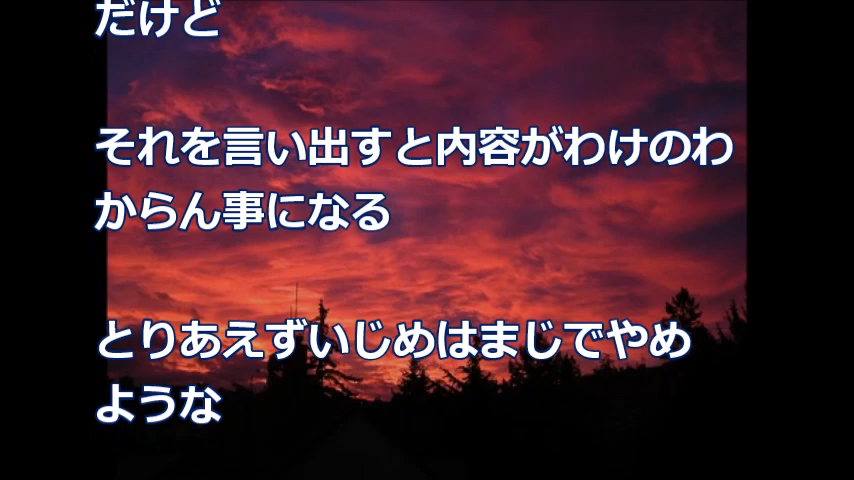 だけど
それを言い出すと内容がわけのわ
からん事になる
とりあえずいじめはまじでやめ
ような